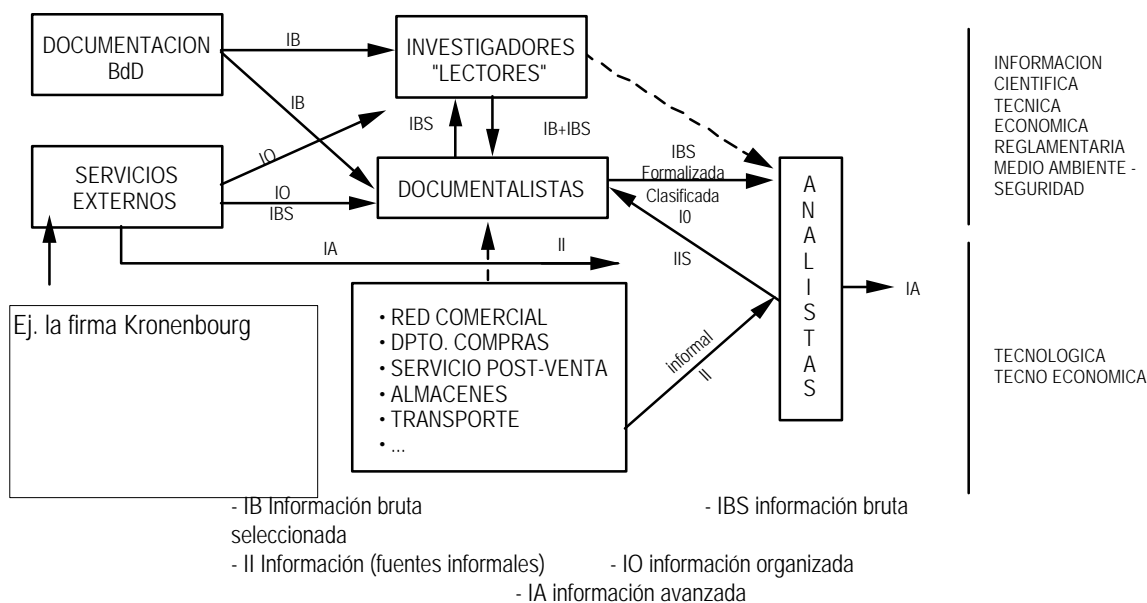 DOCUMENTACION
BdD
IB
INVESTIGADORES
"LECTORES"
INFORMACION
CIENTIFICA
TECNICA
ECONOMICA
REGLAMENTARIA
MEDIO AMBIENTE -
SEGURIDAD
IB
IBS
IB+IBS
IO
SERVICIOS
EXTERNOS
IO
IBS
DOCUMENTALISTAS
IBS
Formalizada
Clasificada
I0
IIS
A
N
A
L
I
S
T
A
S
IA
II
IA
Ej. la firma Kronenbourg
• RED COMERCIAL
• DPTO. COMPRAS
• SERVICIO POST-VENTA
• ALMACENES
• TRANSPORTE
• ...
informal
II
TECNOLOGICA
TECNO ECONOMICA
- IB Información bruta - IBS información bruta
seleccionada
- II Información (fuentes informales) - IO información organizada
- IA información avanzada